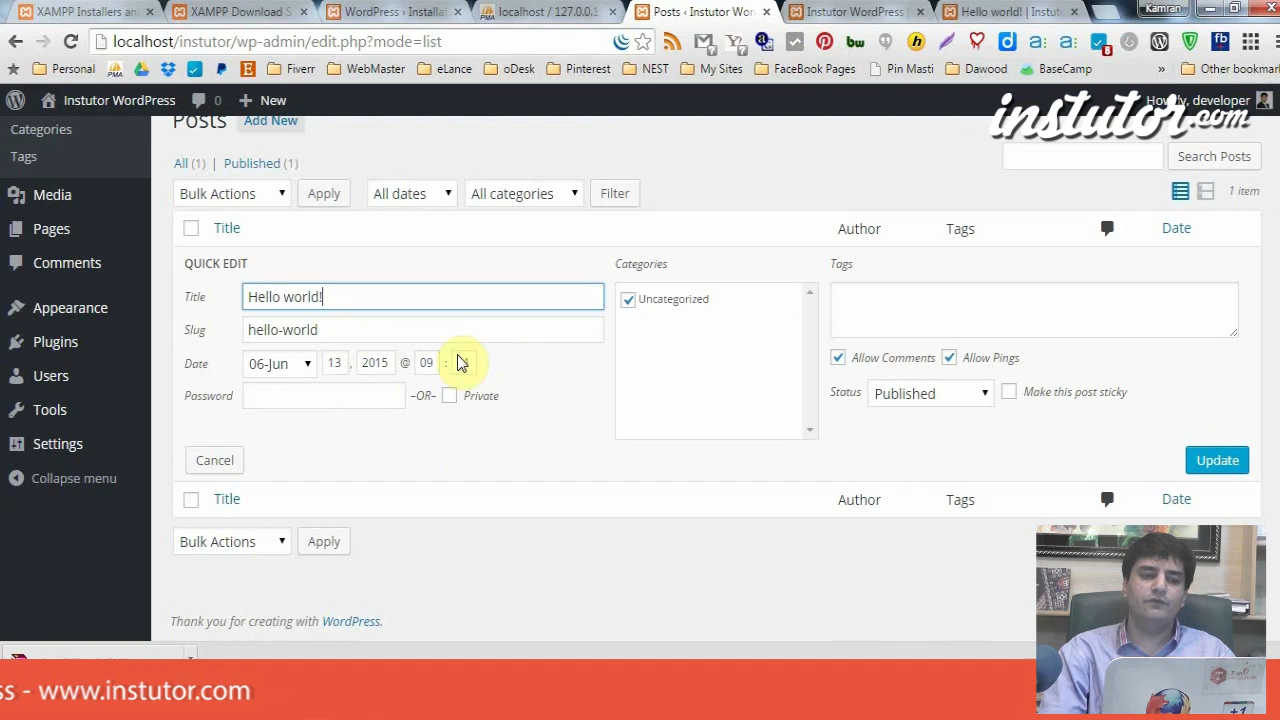 XAMPP Installers an
XAMPP Download S
WordPress › Installa
localhost / 127.0.0.1
Posts ‹ Instutor Wor
Instutor WordPress
Hello world! | Instut
Kamran
localhost/instutor/wp-admin/edit.php?mode=list
Personal
Fiverr
WebMaster
eLance
oDesk
Pinterest
NEST
My Sites
FaceBook Pages
Pin Masti
Dawood
BaseCamp
»
Other bookmar
Instutor WordPress
0
+ New
Howdy, developer
instutor.com
Categories
Tags
Media
Pages
Comments
Appearance
Plugins
Users
Tools
Settings
Collapse menu
Posts
Add New
Search Posts
All (1) | Published (1)
Bulk Actions
Apply
All dates
All categories
Filter
1 item
Title
Author
Tags
Date
QUICK EDIT
Categories
Tags
Title
Hello world!
Uncategorized
Slug
hello-world
Date
06-Jun
13
, 2015
@ 09
:
Allow Comments
Allow Pings
Password
–OR–
Private
Status
Published
Make this post sticky
Cancel
Update
Title
Author
Tags
Date
Bulk Actions
Apply
Thank you for creating with WordPress.
ss - www.instutor.com
+1